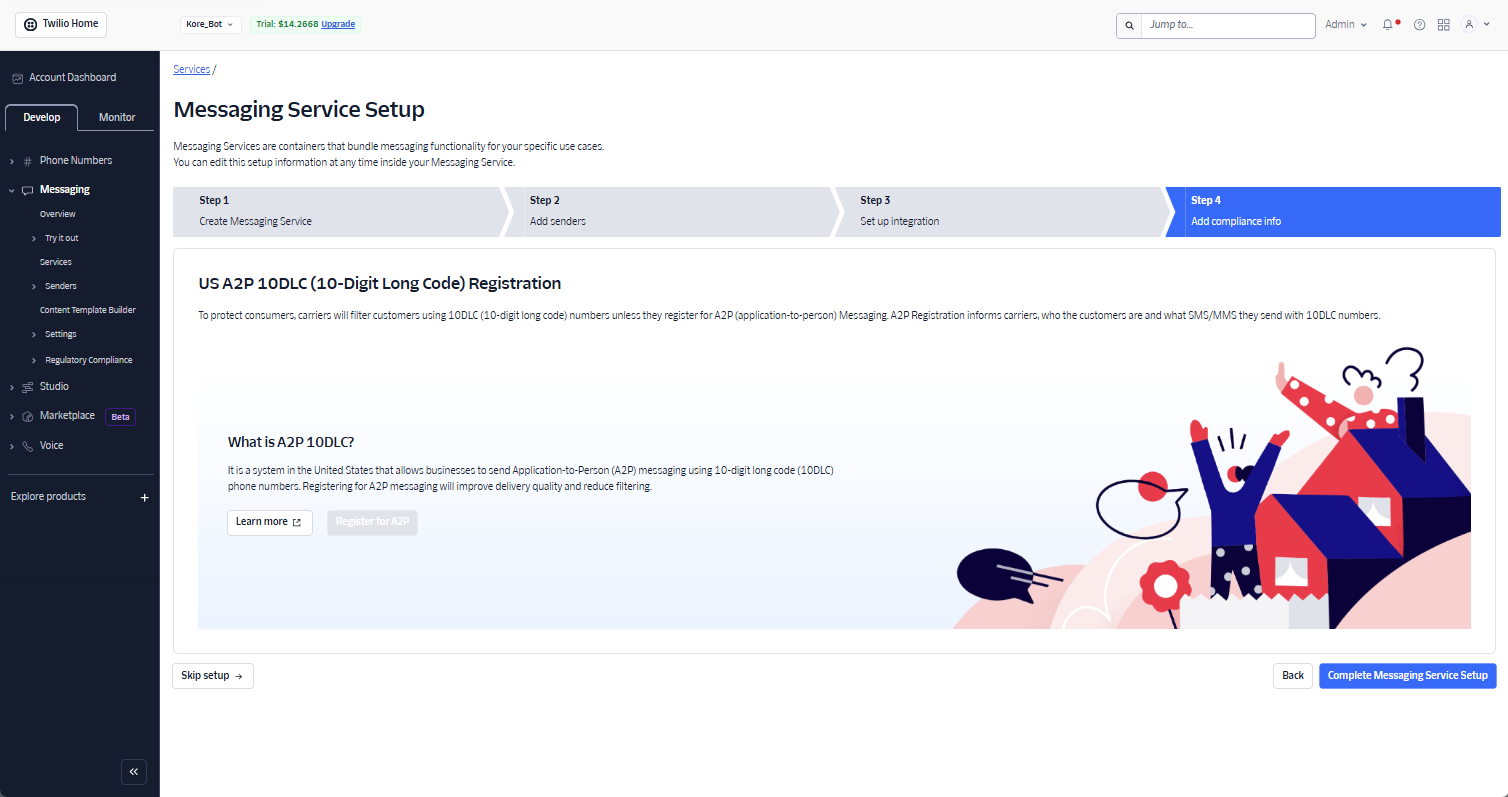 Twilio Home
Kore_Bot
Trial: $14.2668 Upgrade
Jump to...
Admin
Account Dashboard
Develop
Monitor
Phone Numbers
Messaging
Overview
Try it out
Services
Senders
Content Template Builder
Settings
Regulatory Compliance
Studio
Marketplace
Beta
Voice
Explore products
Services /
Messaging Service Setup
Messaging Services are containers that bundle messaging functionality for your specific use cases.
You can edit this setup information at any time inside your Messaging Service.
Step 1
Create Messaging Service
Step 2
Add senders
Step 3
Set up integration
Step 4
Add compliance info
US A2P 10DLC (10-Digit Long Code) Registration
To protect consumers, carriers will filter customers using 10DLC (10-digit long code) numbers unless they register for A2P (application-to-person) Messaging. A2P Registration informs carriers, who the customers are and what SMS/MMS they send with 10DLC numbers.
What is A2P 10DLC?
It is a system in the United States that allows businesses to send Application-to-Person (A2P) messaging using 10-digit long code (10DLC)
phone numbers. Registering for A2P messaging will improve delivery quality and reduce filtering.
Learn more
Register for A2P
Skip setup →
Back
Complete Messaging Service Setup